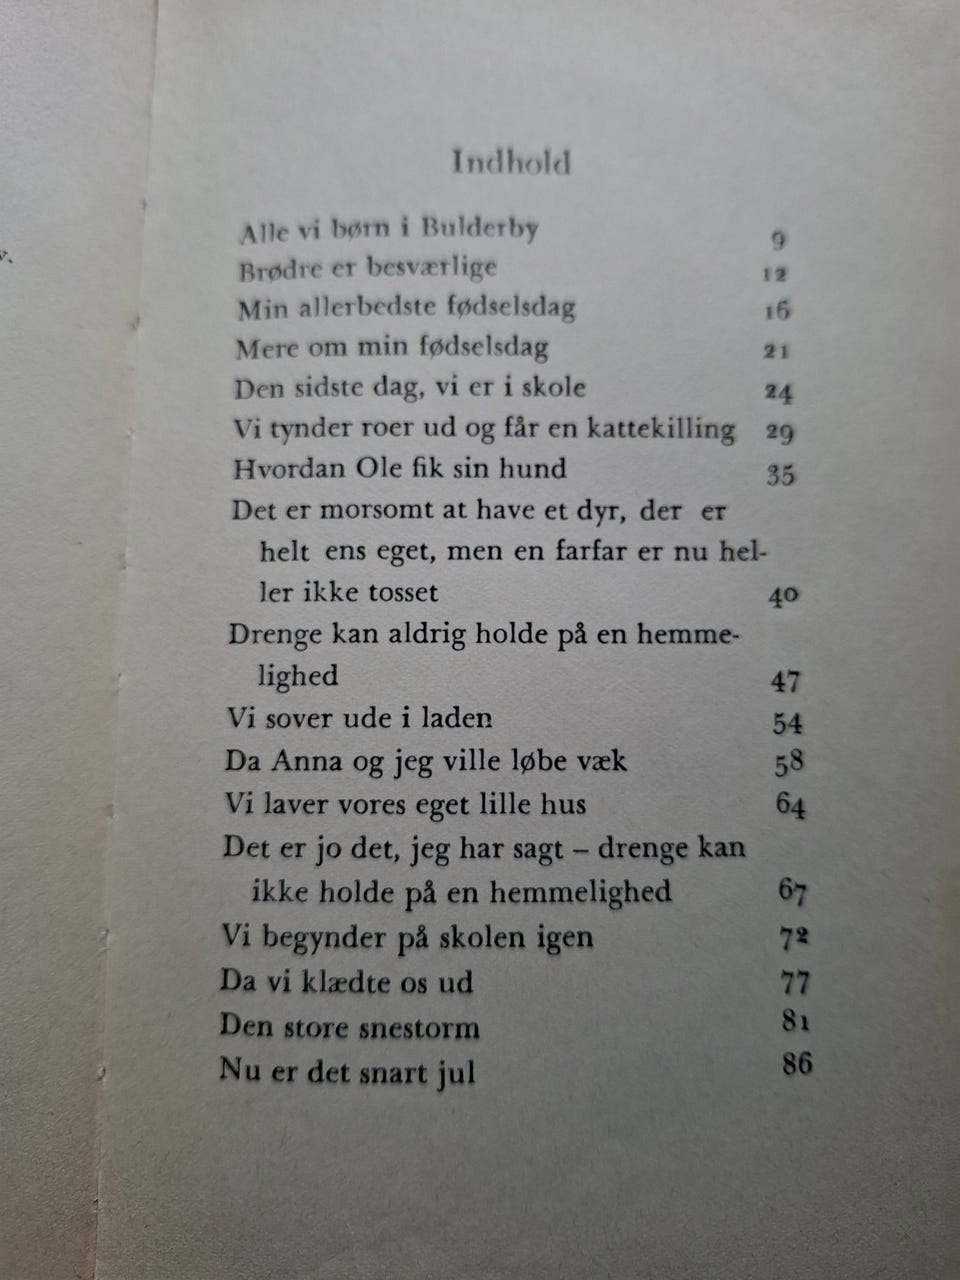 Indhold
Alle vi børn i Bulderby 9
Brødre er besværlige 12
Min allerbedste fødselsdag 16
Mere om min fødselsdag 21
Den sidste dag, vi er i skole 24
Vi tynder roer ud og får en kattekilling 29
Hvordan Ole fik sin hund 35
Det er morsomt at have et dyr, der er
helt ens eget, men en farfar er nu hel-
ler ikke tosset 40
Drenge kan aldrig holde på en hemme-
lighed 47
Vi sover ude i laden 54
Da Anna og jeg ville løbe væk 58
Vi laver vores eget lille hus 64
Det er jo det, jeg har sagt – drenge kan
ikke holde på en hemmelighed 67
Vi begynder på skolen igen 72
Da vi klædte os ud 77
Den store snestorm 81
Nu er det snart jul 86